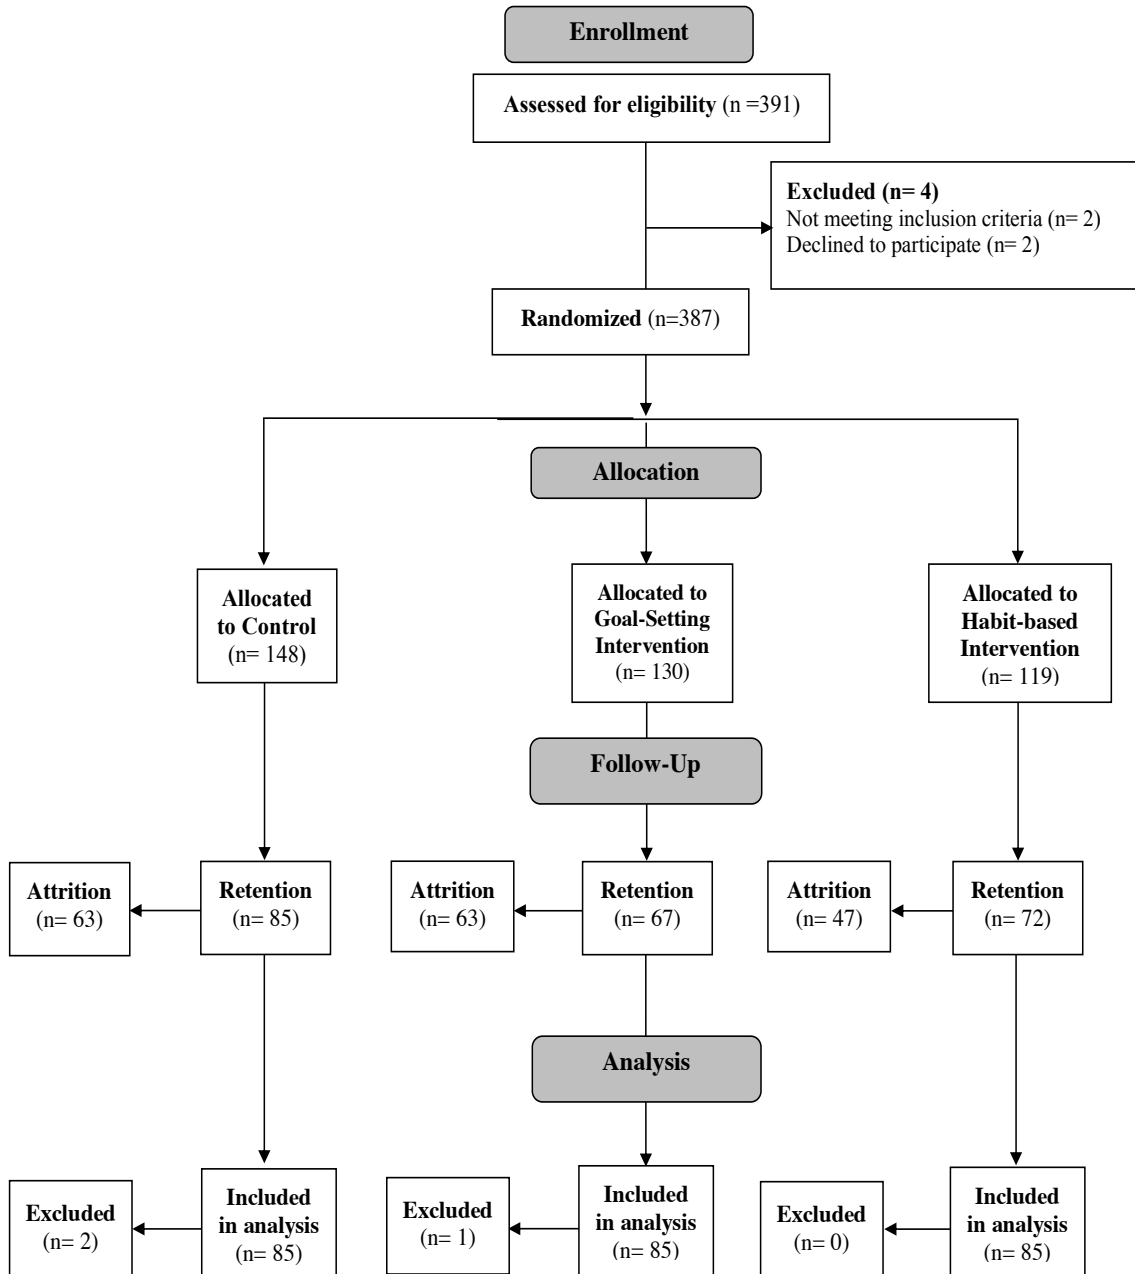 Enrollment
Assessed for eligibility (n =391)
Excluded (n= 4)
Not meeting inclusion criteria (n= 2)
Declined to participate (n= 2)
Randomized (n=387)
Allocation
Allocated
to Control
(n= 148)
Allocated to
Goal-Setting
Intervention
(n= 130)
Allocated to
Habit-based
Intervention
(n= 119)
Follow-Up
Attrition
(n= 63)
Retention
(n= 85)
Attrition
(n= 63)
Retention
(n= 67)
Attrition
(n= 47)
Retention
(n= 72)
Analysis
Excluded
(n= 2)
Included
in analysis
(n= 85)
Excluded
(n= 1)
Included
in analysis
(n= 85)
Excluded
(n= 0)
Included
in analysis
(n= 85)